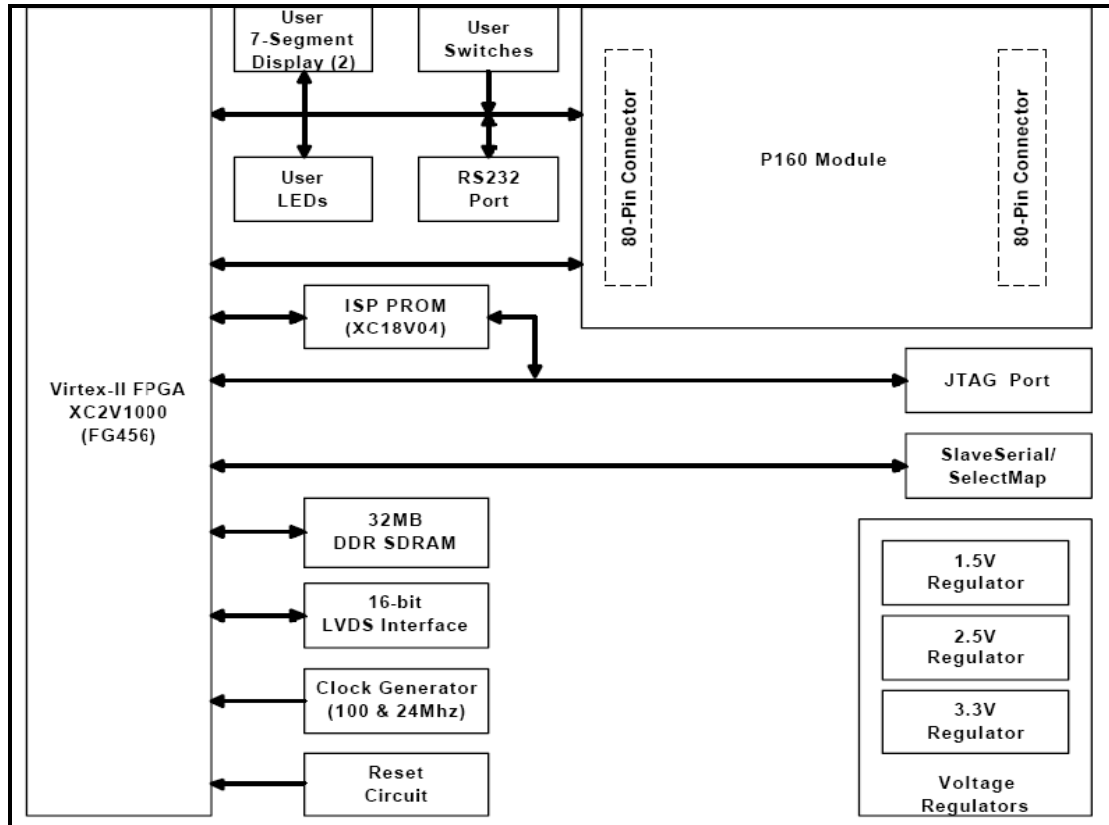 User
7-Segment
Display (2)
User
Switches
80-Pin Connector
P160 Module
80-Pin Connector
User
LEDs
RS232
Port
ISP PROM
(XC18V04)
Virtex-II FPGA
XC2V1000
(FG456)
JTAG Port
SlaveSerial/
SelectMap
32MB
DDR SDRAM
16-bit
LVDS Interface
Clock Generator
(100 & 24Mhz)
Reset
Circuit
1.5V
Regulator
2.5V
Regulator
3.3V
Regulator
Voltage
Regulators